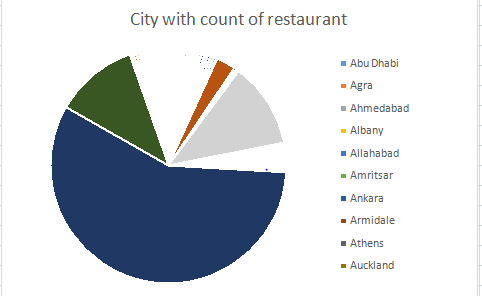 City with count of restaurant
Abu Dhabi
Agra
Ahmedabad
Albany
Allahabad
Amritsar
Ankara
Armidale
Athens
Auckland